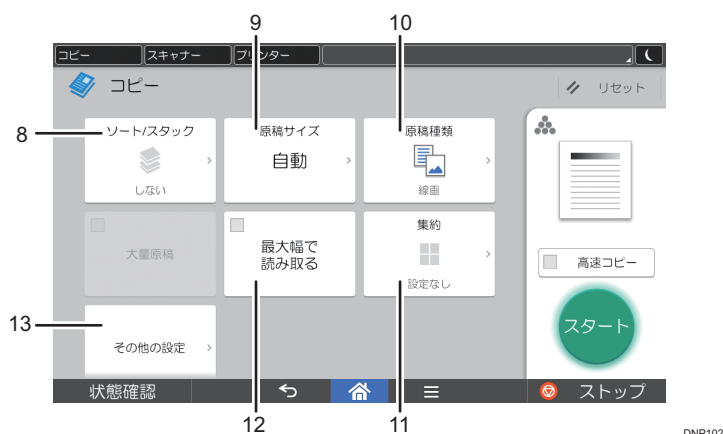 9
10
コピー
スキャナー
プリンター
コピー
リセット
8
ソート/スタック
しない
原稿サイズ
自動
原稿種類
線画
大量原稿
最大幅で
読み取る
集約
設定なし
高速コピー
13
その他の設定
スタート
状態確認
ストップ
12
11
DNP102